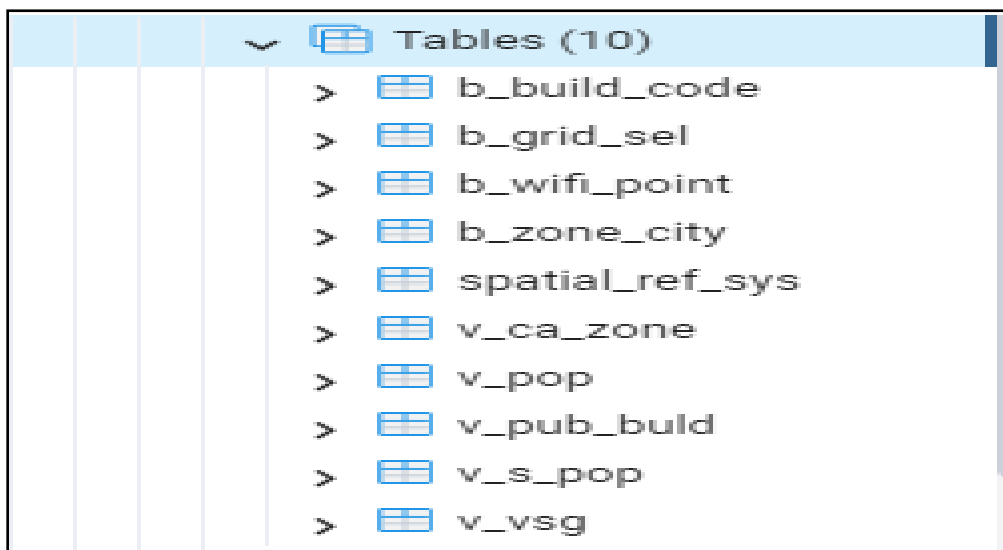 Tables (10)
b_build_code
b_grid_sel
b_wifi_point
b_zone_city
spatial_ref_sys
v_ca_zone
v_pop
v_pub_buld
v_s_pop
v_vsg